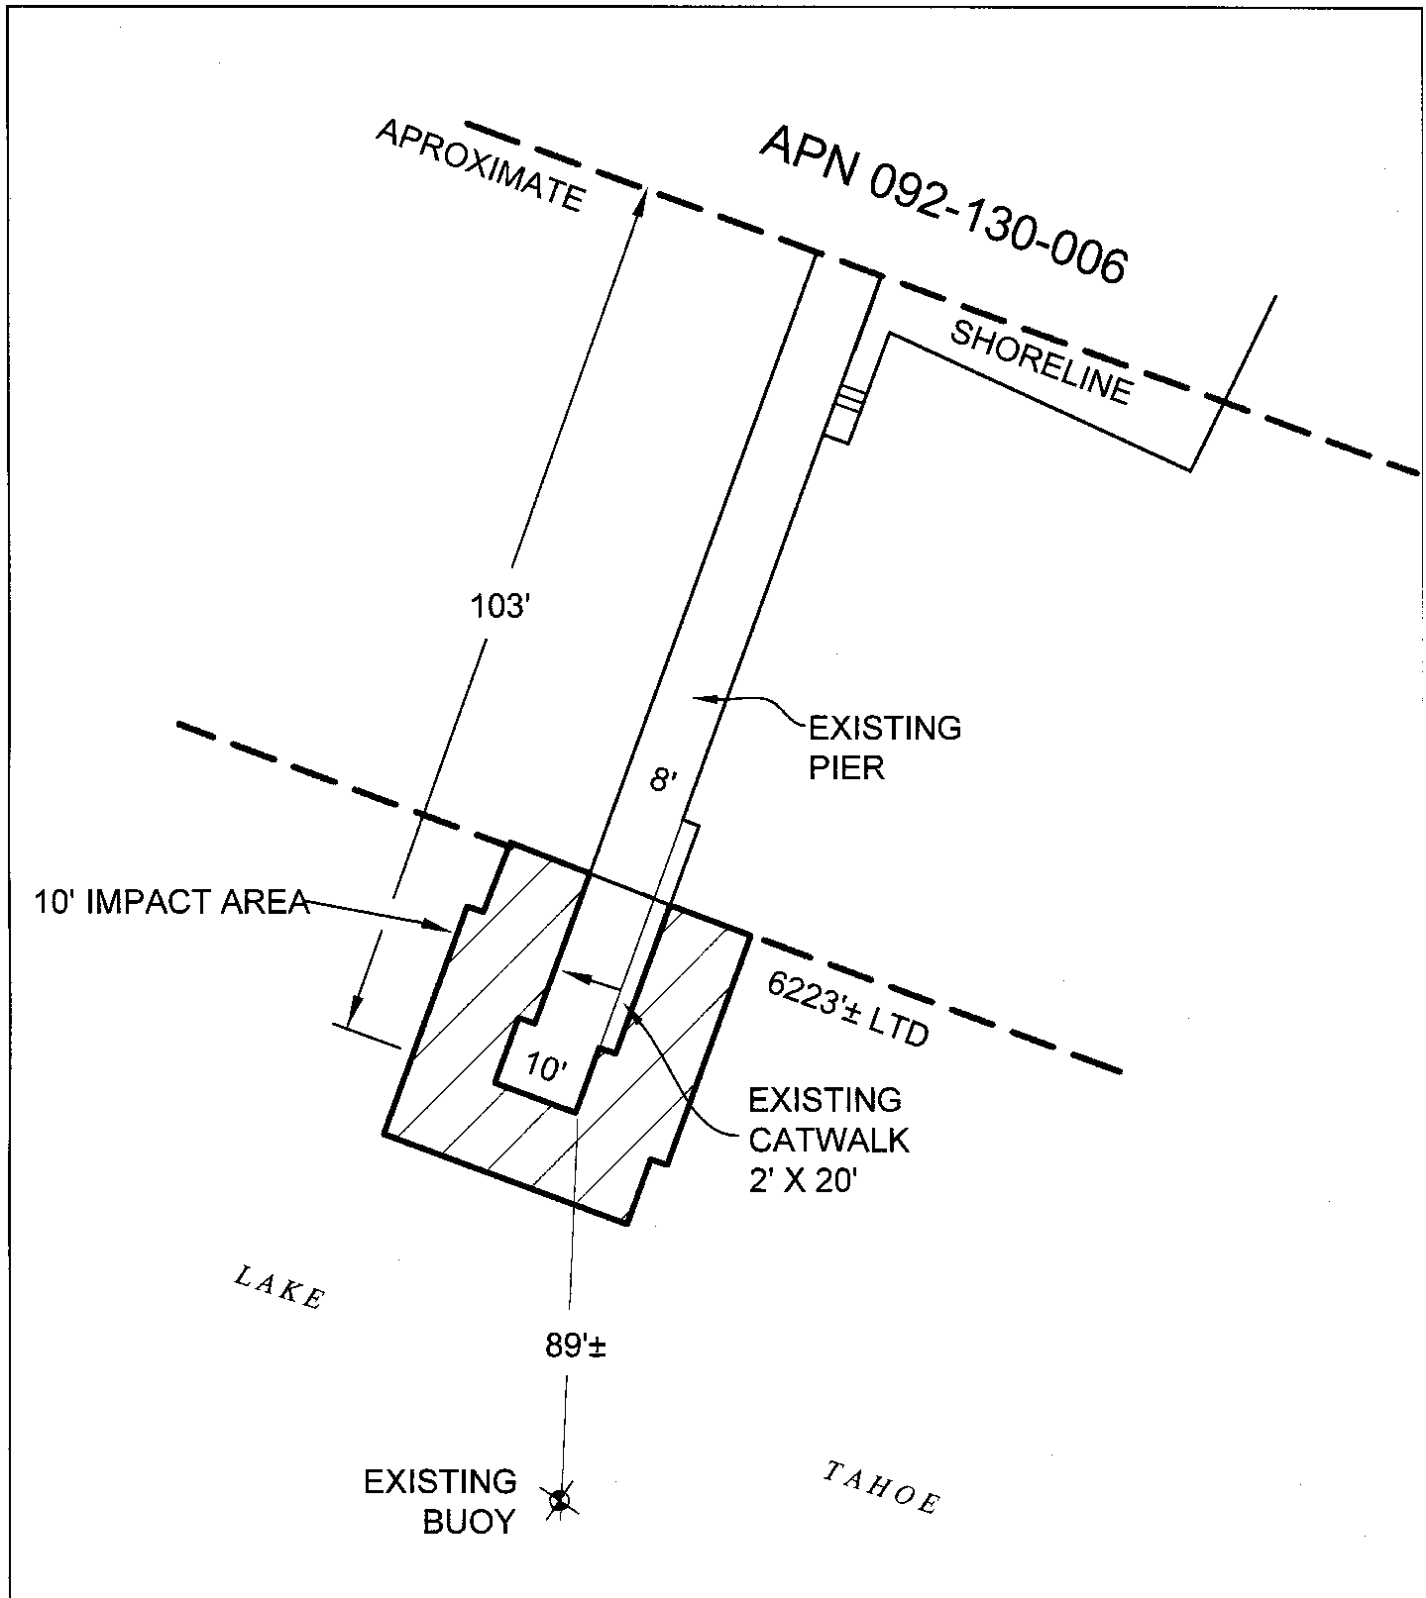 APROXIMATE
APN 092-130-006
SHORELINE
103'
EXISTING
PIER
8'
10' IMPACT AREA
6223'± LTD
10'
EXISTING
CATWALK
2' X 20'
LAKE
89'±
EXISTING
BUOY
TAHOE